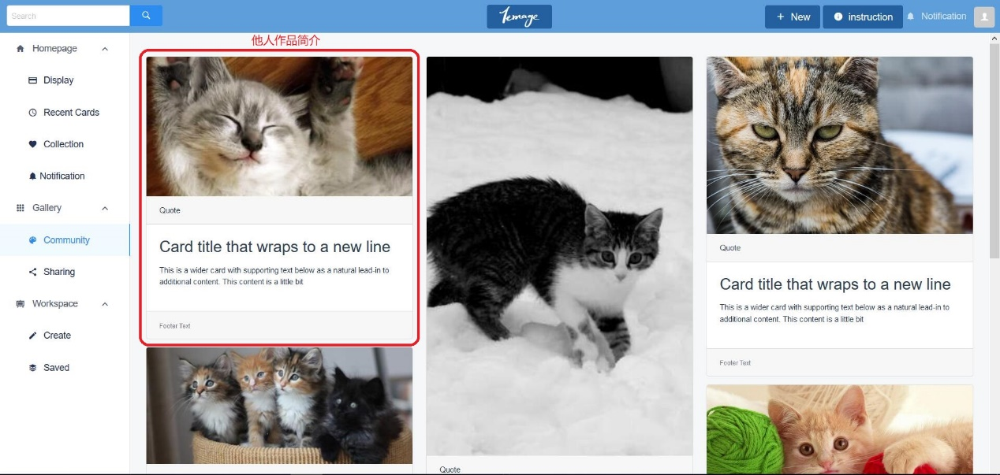 Search
Temage
+ New
instruction
Notification
Homepage
Display
Recent Cards
Collection
Notification
Gallery
Community
Sharing
Workspace
Create
Saved
他人作品简介
Quote
Card title that wraps to a new line
This is a wider card with supporting text below as a natural lead-in to
additional content. This content is a little bit
Footer Text
Quote
Quote
Card title that wraps to a new line
This is a wider card with supporting text below as a natural lead-in to
additional content. This content is a little bit
Footer Text